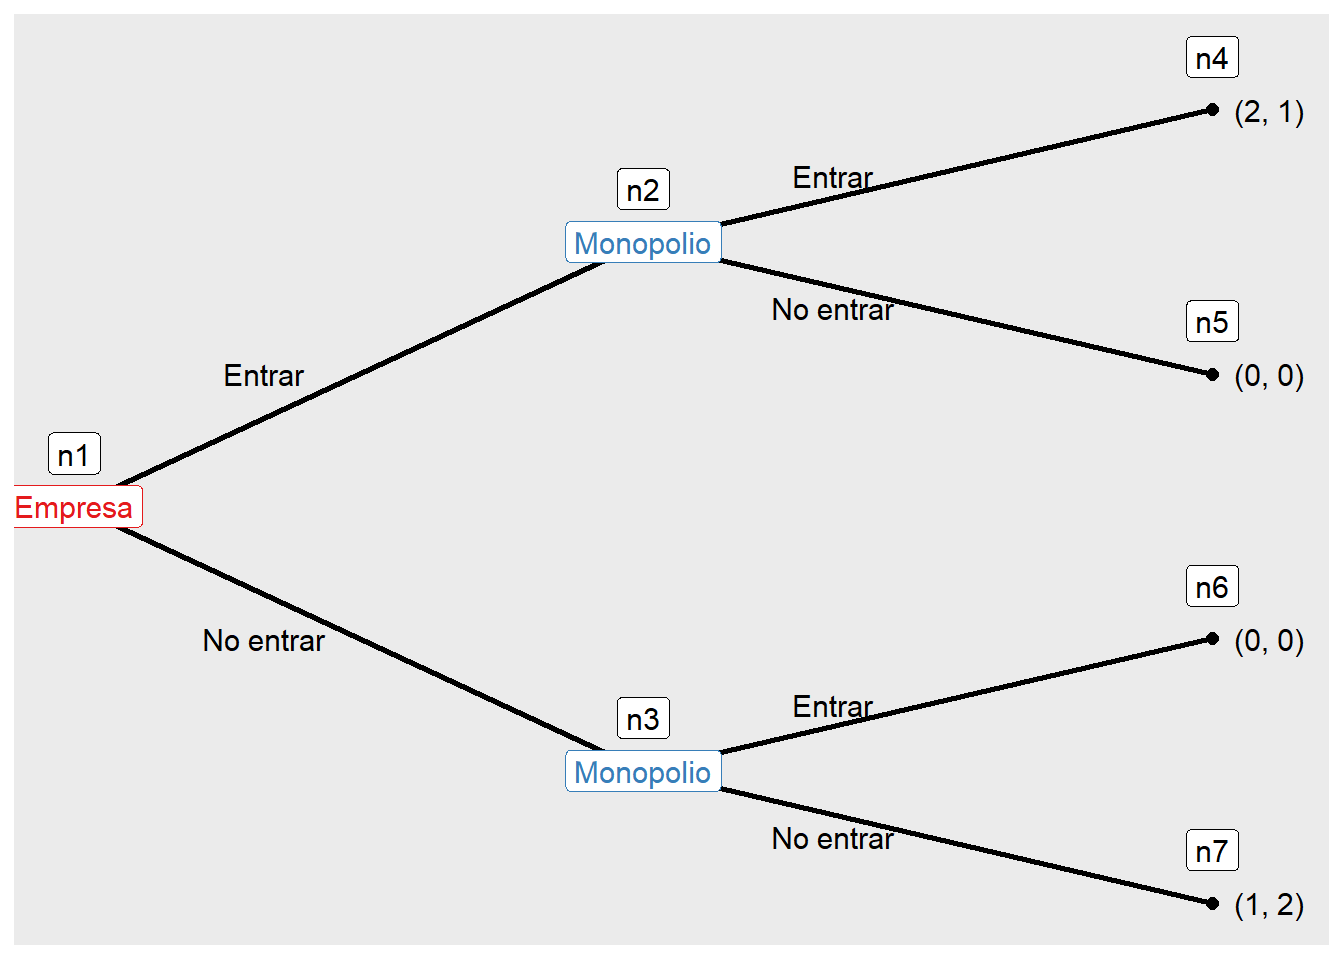 n4
(2, 1)
Entrar
n2
Monopolio
No entrar
n5
(0, 0)
Entrar
n1
Empresa
No entrar
n6
(0, 0)
Entrar
n3
Monopolio
No entrar
n7
(1, 2)